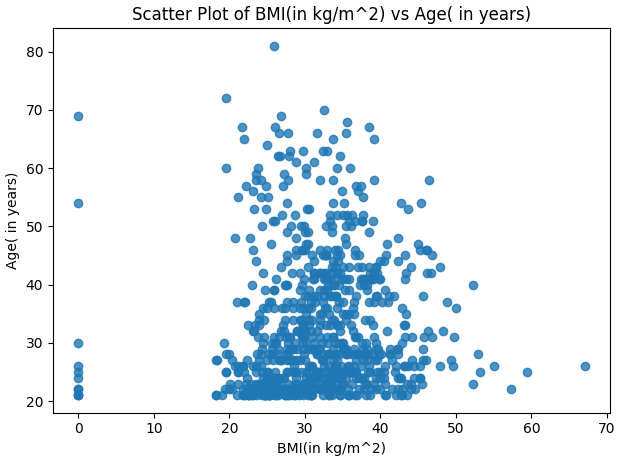 Scatter Plot of BMI(in kg/m^2) vs Age( in years)
80
70
60
50
40
30
20
Age( in years)
0 10 20 30 40 50 60 70
BMI(in kg/m^2)